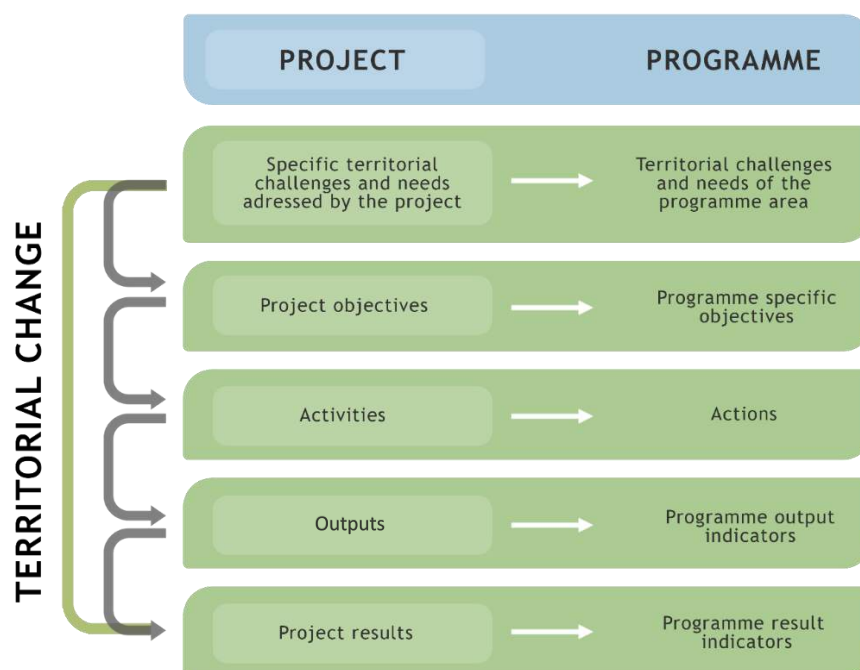 PROJECT
PROGRAMME
TERRITORIAL CHANGE
Specific territorial
challenges and needs
adressed by the project
Territorial challenges
and needs of the
programme area
Project objectives
Programme specific
objectives
Activities
Actions
Outputs
Programme output
indicators
Project results
Programme result
indicators